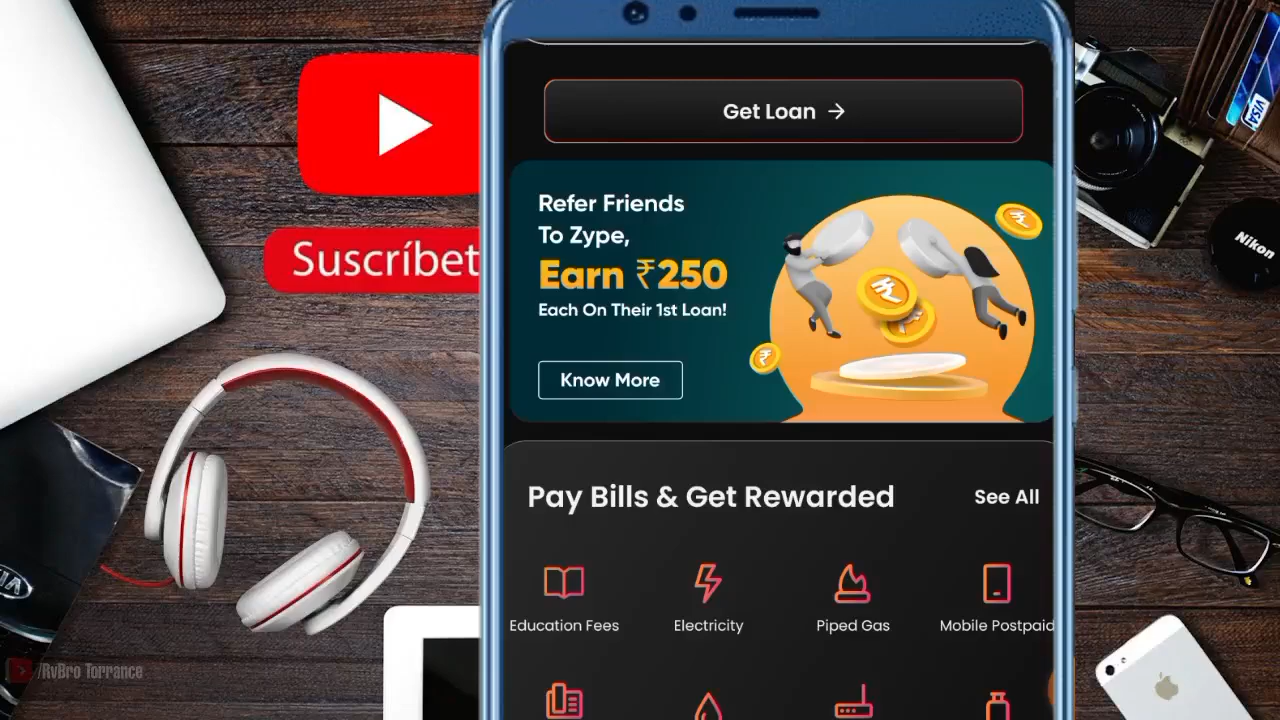 Get Loan
Refer Friends
To Zype,
Earn ₹250
Each On Their 1st Loan!
Know More
Pay Bills & Get Rewarded
See All
Education Fees
Electricity
Piped Gas
Mobile Postpaid
Suscríbet
VISA
Nikon
/RvBro Torrance